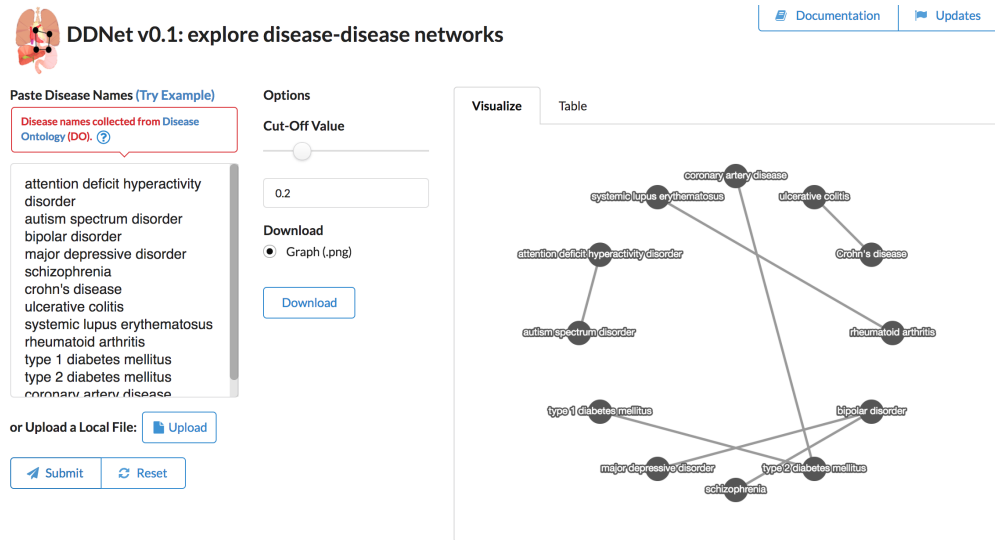 DDNet v0.1: explore disease-disease networks
Documentation
Updates
Paste Disease Names (Try Example)
Disease names collected from Disease
Ontology (DO). ?
attention deficit hyperactivity
disorder
autism spectrum disorder
bipolar disorder
major depressive disorder
schizophrenia
crohn's disease
ulcerative colitis
systemic lupus erythematosus
rheumatoid arthritis
type 1 diabetes mellitus
type 2 diabetes mellitus
coronary artery disease
or Upload a Local File:
Upload
Submit
Reset
Options
Cut-Off Value
0.2
Download
Graph (.png)
Download
Visualize
Table
coronary artery disease
systemic lupus erythematosus
ulcerative colitis
attention deficit hyperactivity disorder
Crohn's disease
autism spectrum disorder
rheumatoid arthritis
type 1 diabetes mellitus
bipolar disorder
major depressive disorder
type 2 diabetes mellitus
schizophrenia